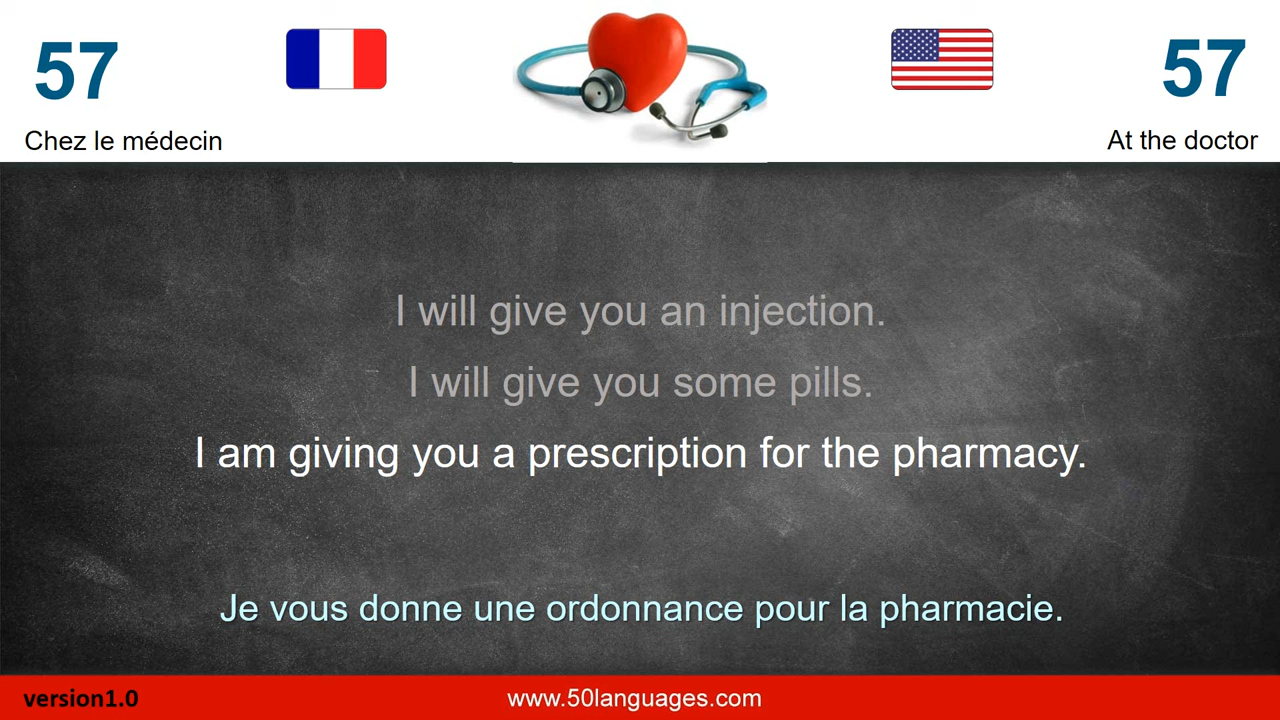 57
57
Chez le médecin
At the doctor
I will give you an injection.
I will give you some pills.
I am giving you a prescription for the pharmacy.
Je vous donne une ordonnance pour la pharmacie.
version1.0
www.50languages.com